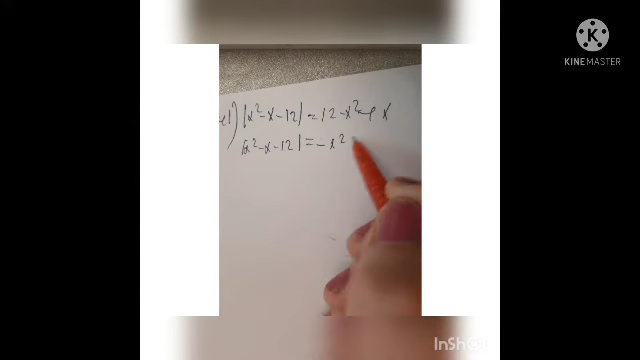 |x²-x-12| = 12-x²+x
|x²-x-12| = -x²
K
KINEMASTER
InShOt